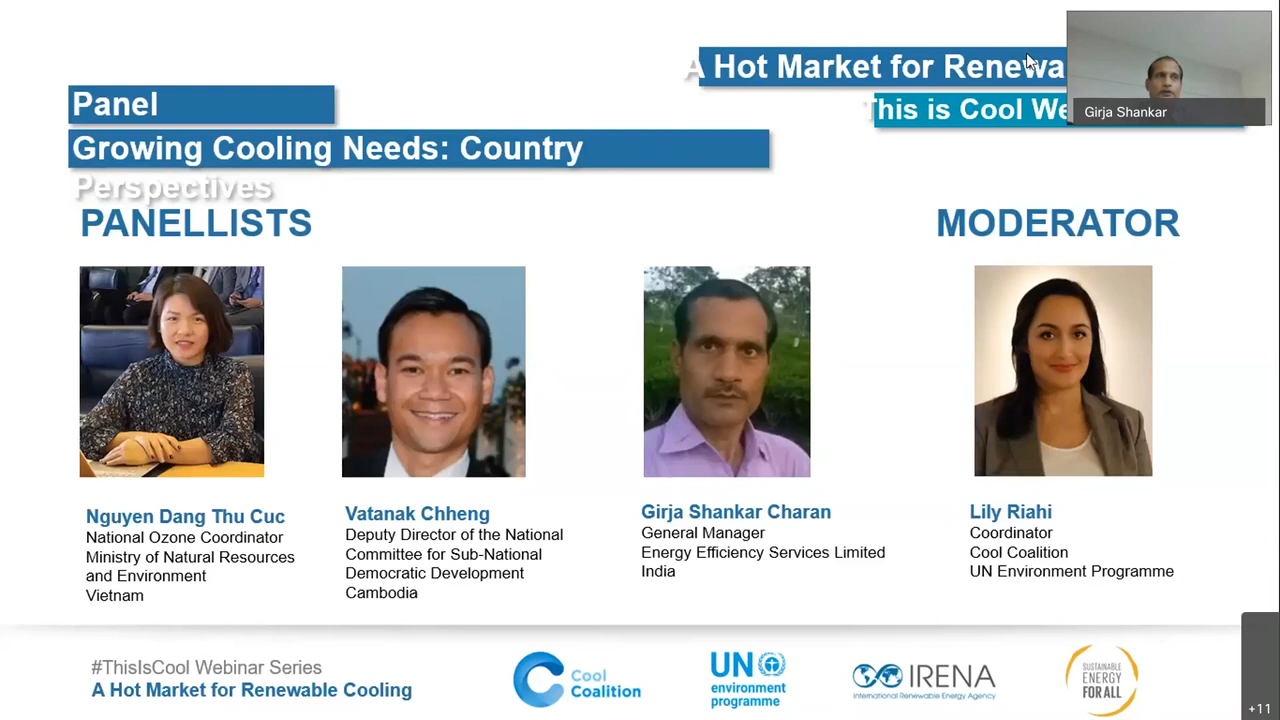 A Hot Market for Renewa
This is Cool We
Girja Shankar
Panel
Growing Cooling Needs: Country
Perspectives
PANELLISTS
MODERATOR
Nguyen Dang Thu Cuc
National Ozone Coordinator
Ministry of Natural Resources
and Environment
Vietnam
Vatanak Chheng
Deputy Director of the National
Committee for Sub-National
Democratic Development
Cambodia
Girja Shankar Charan
General Manager
Energy Efficiency Services Limited
India
Lily Riahi
Coordinator
Cool Coalition
UN Environment Programme
#ThisIsCool Webinar Series
A Hot Market for Renewable Cooling
Cool
Coalition
UN
environment
programme
IRENA
International Renewable Energy Agency
SUSTAINABLE
ENERGY
FOR ALL
+11